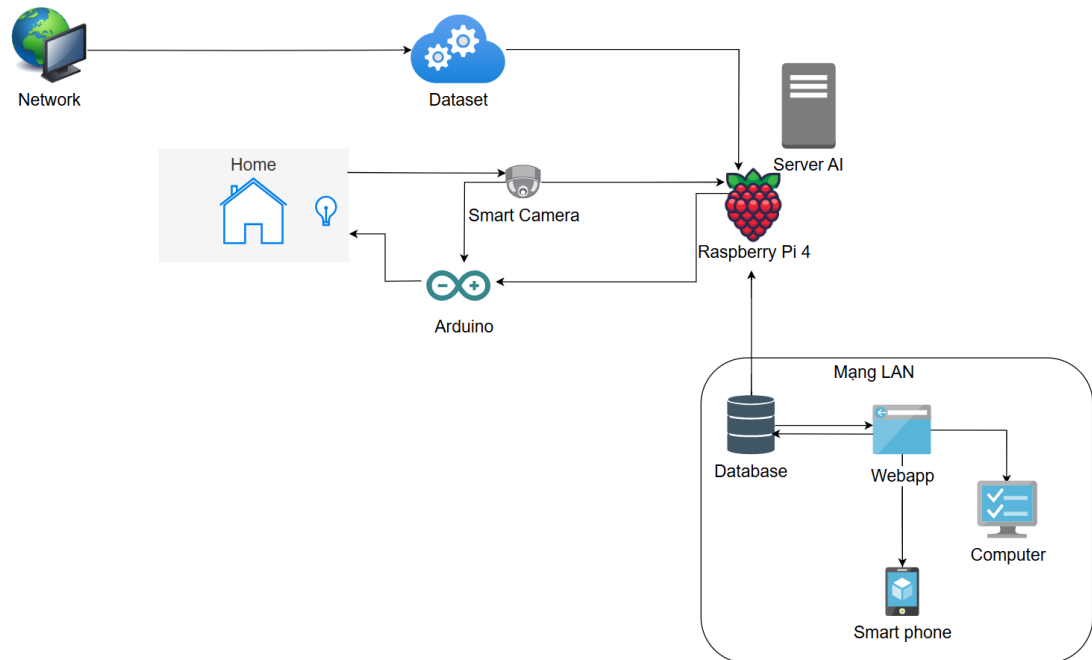 Network
Dataset
Server AI
Home
Smart Camera
Raspberry Pi 4
Arduino
Mạng LAN
Database
Webapp
Computer
Smart phone